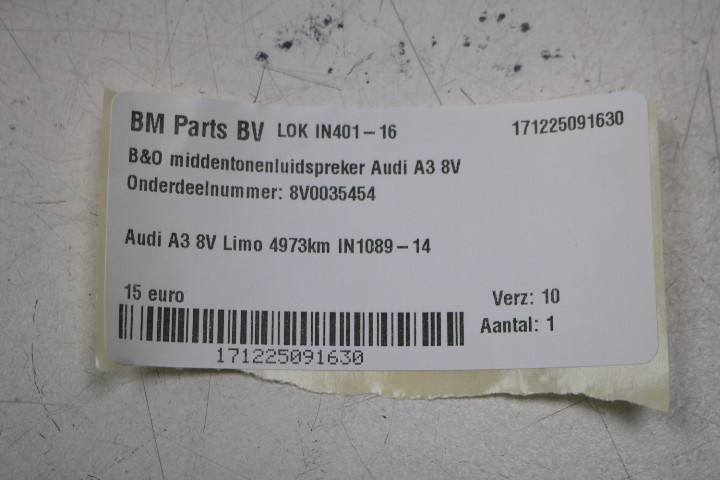 BM Parts BV LOK IN401-16 171225091630
B&O middentonenluidspreker Audi A3 8V
Onderdeelnummer: 8V0035454
Audi A3 8V Limo 4973km IN1089-14
15 euro Verz: 10
Aantal: 1
171225091630